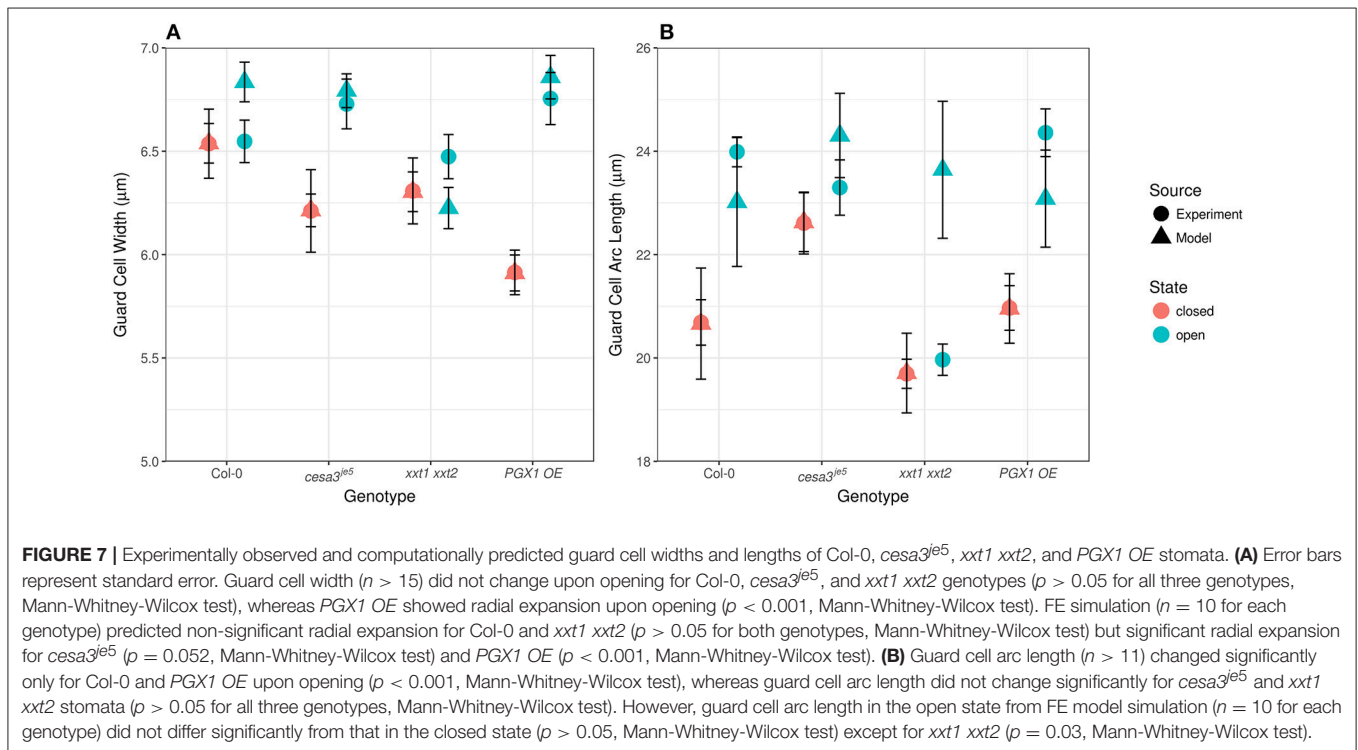 A
B
7.0
6.5
6.0
5.5
5.0
Guard Cell Width (μm)
Col-0
cesa3je5
xxt1 xxt2
PGX1 OE
Genotype
26
24
22
20
18
Guard Cell Arc Length (μm)
Col-0
cesa3je5
xxt1 xxt2
PGX1 OE
Genotype
Source
Experiment
Model
State
closed
open
FIGURE 7 | Experimentally observed and computationally predicted guard cell widths and lengths of Col-0, cesa3je5, xxt1 xxt2, and PGX1 OE stomata. (A) Error bars
represent standard error. Guard cell width (n > 15) did not change upon opening for Col-0, cesa3je5, and xxt1 xxt2 genotypes (p > 0.05 for all three genotypes,
Mann-Whitney-Wilcox test), whereas PGX1 OE showed radial expansion upon opening (p < 0.001, Mann-Whitney-Wilcox test). FE simulation (n = 10 for each
genotype) predicted non-significant radial expansion for Col-0 and xxt1 xxt2 (p > 0.05 for both genotypes, Mann-Whitney-Wilcox test) but significant radial expansion
for cesa3je5 (p = 0.052, Mann-Whitney-Wilcox test) and PGX1 OE (p < 0.001, Mann-Whitney-Wilcox test). (B) Guard cell arc length (n > 11) changed significantly
only for Col-0 and PGX1 OE upon opening (p < 0.001, Mann-Whitney-Wilcox test), whereas guard cell arc length did not change significantly for cesa3je5 and xxt1
xxt2 stomata (p > 0.05 for all three genotypes, Mann-Whitney-Wilcox test). However, guard cell arc length in the open state from FE model simulation (n = 10 for each
genotype) did not differ significantly from that in the closed state (p > 0.05, Mann-Whitney-Wilcox test) except for xxt1 xxt2 (p = 0.03, Mann-Whitney-Wilcox test).